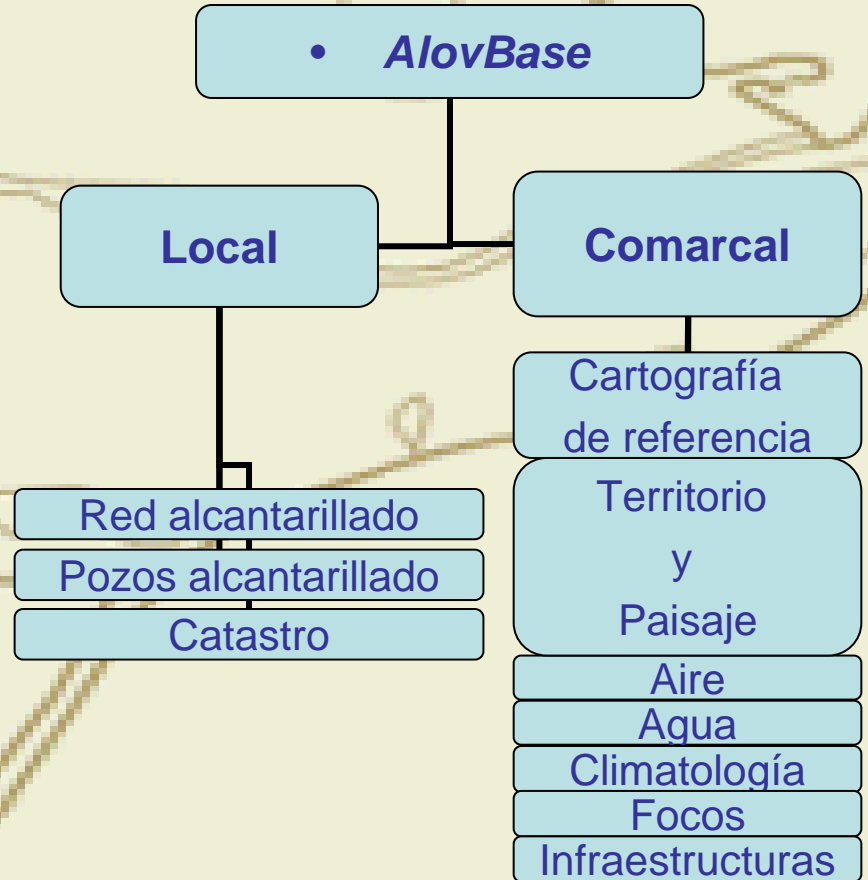 • AlovBase
Local
Comarcal
Red alcantarillado
Pozos alcantarillado
Catastro
Cartografía
de referencia
Territorio
y
Paisaje
Aire
Agua
Climatología
Focos
Infraestructuras